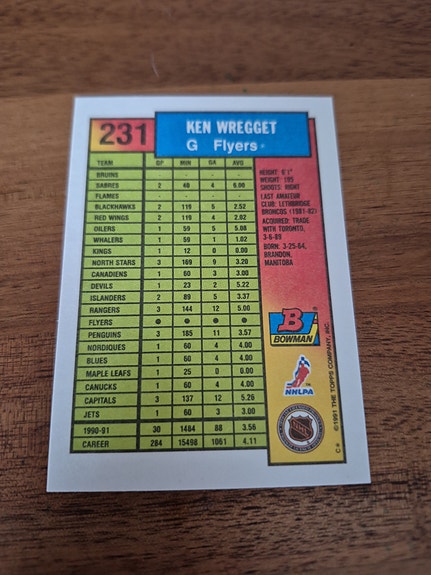 231
KEN WREGGET
G Flyers
TEAM GP MIN GA AVG
BRUINS - - - -
SABRES 2 40 4 6.00
FLAMES - - - -
BLACKHAWKS 2 119 5 2.52
RED WINGS 2 119 4 2.02
OILERS 1 59 5 5.08
WHALERS 1 59 1 1.02
KINGS 1 12 0 0.00
NORTH STARS 3 169 9 3.20
CANADIENS 1 60 3 3.00
DEVILS 1 23 2 5.22
ISLANDERS 2 89 5 3.37
RANGERS 3 144 12 5.00
FLYERS ● ● ● ●
PENGUINS 3 185 11 3.57
NORDIQUES 1 60 4 4.00
BLUES 1 60 4 4.00
MAPLE LEAFS 1 25 0 0.00
CANUCKS 1 60 4 4.00
CAPITALS 3 137 12 5.26
JETS 1 60 3 3.00
1990-91 30 1484 88 3.56
CAREER 284 15498 1061 4.11
HEIGHT: 6'1"
WEIGHT: 195
SHOOTS: RIGHT
LAST AMATEUR
CLUB: LETHBRIDGE
BRONCOS (1981-82)
ACQUIRED: TRADE
WITH TORONTO,
3-6-89
BORN: 3-25-64,
BRANDON,
MANITOBA
B
BOWMAN
NHLPA
NHL
©1991 THE TOPPS COMPANY, INC.